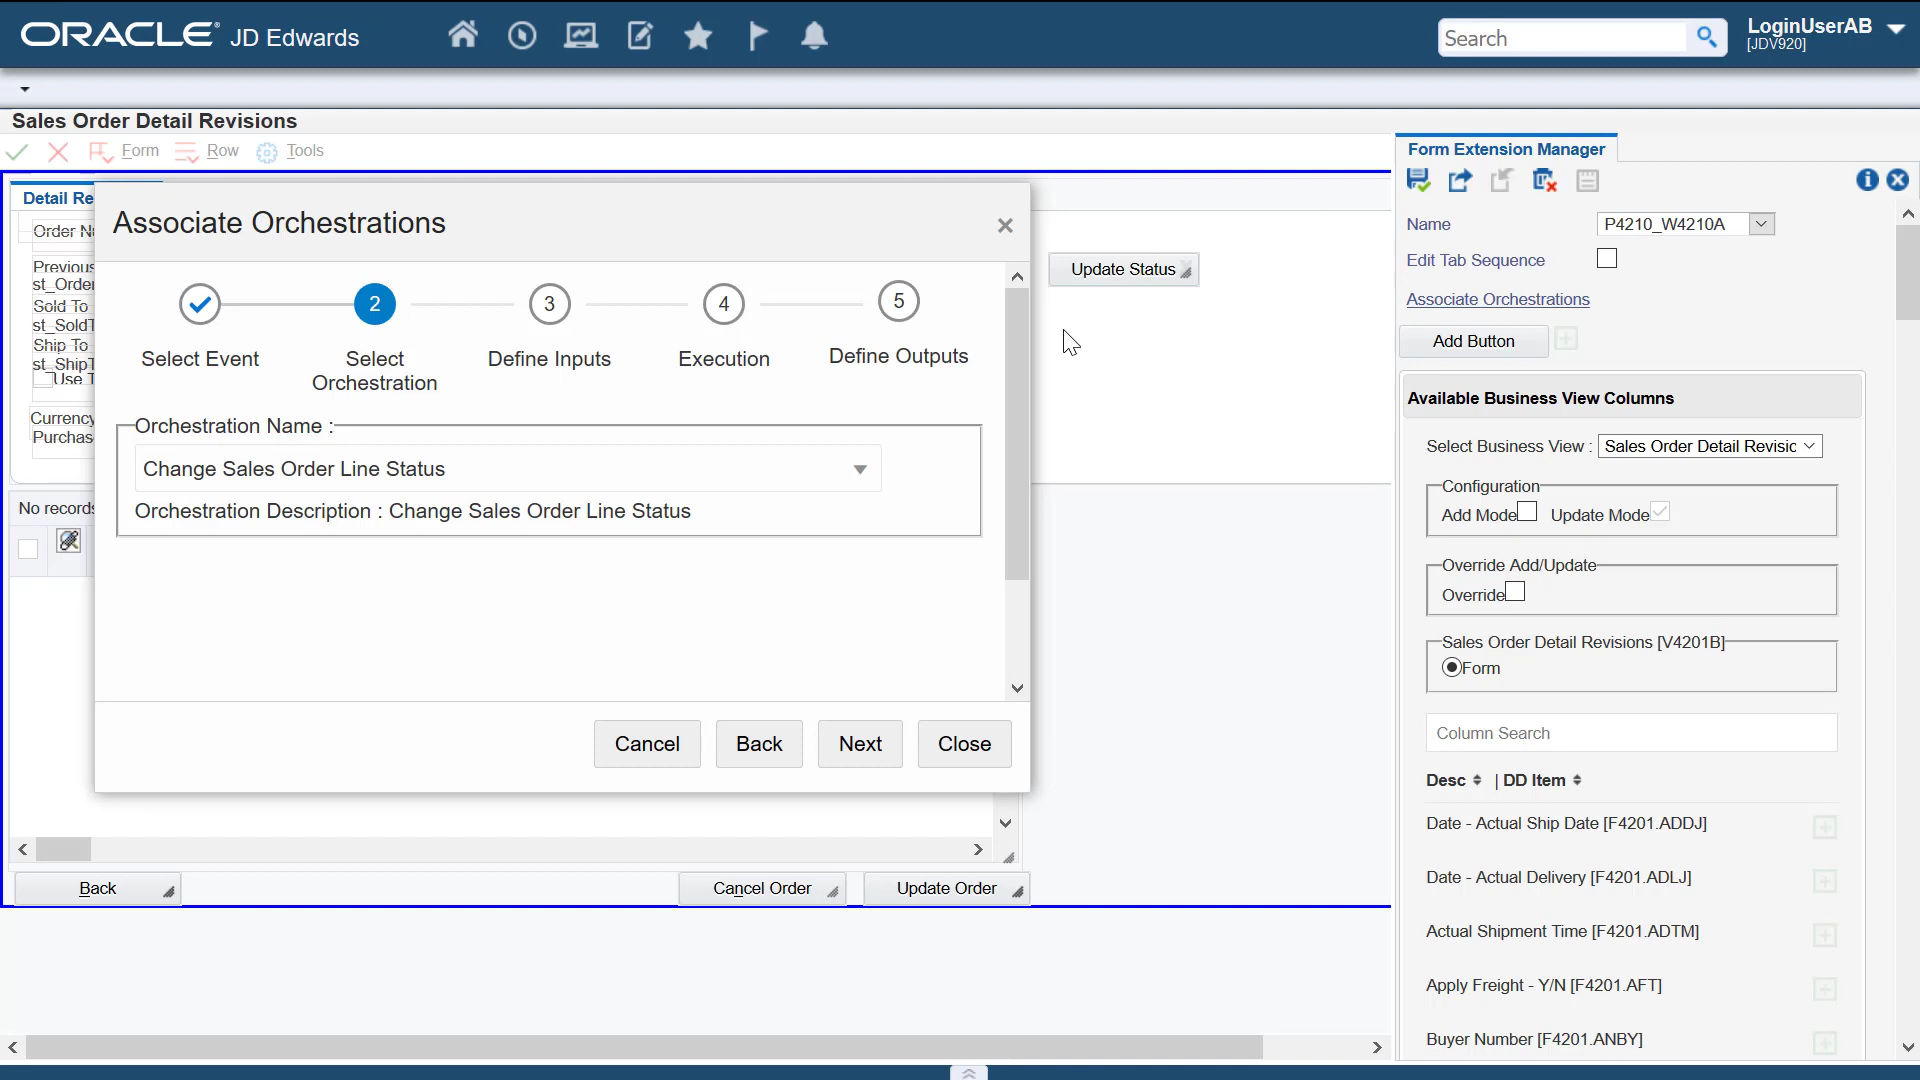 ORACLE JD Edwards
Search
LoginUserAB
[JDV920]
Sales Order Detail Revisions
Form
Row
Tools
Detail Re
Order Nu
Previous
st_Order
Sold To
st_SoldT
Ship To
st_ShipT
Use T
Currency
Purchas
No records
Associate Orchestrations
2
3
4
5
Select Event
Select
Orchestration
Define Inputs
Execution
Define Outputs
Orchestration Name :
Change Sales Order Line Status
Orchestration Description : Change Sales Order Line Status
Cancel
Back
Next
Close
Update Status
Back
Cancel Order
Update Order
Form Extension Manager
Name
P4210_W4210A
Edit Tab Sequence
Associate Orchestrations
Add Button
Available Business View Columns
Select Business View :
Sales Order Detail Revisic
Configuration
Add Mode
Update Mode
Override Add/Update
Override
Sales Order Detail Revisions [V4201B]
Form
Column Search
Desc | DD Item
Date - Actual Ship Date [F4201.ADDJ]
Date - Actual Delivery [F4201.ADLJ]
Actual Shipment Time [F4201.ADTM]
Apply Freight - Y/N [F4201.AFT]
Buyer Number [F4201.ANBY]